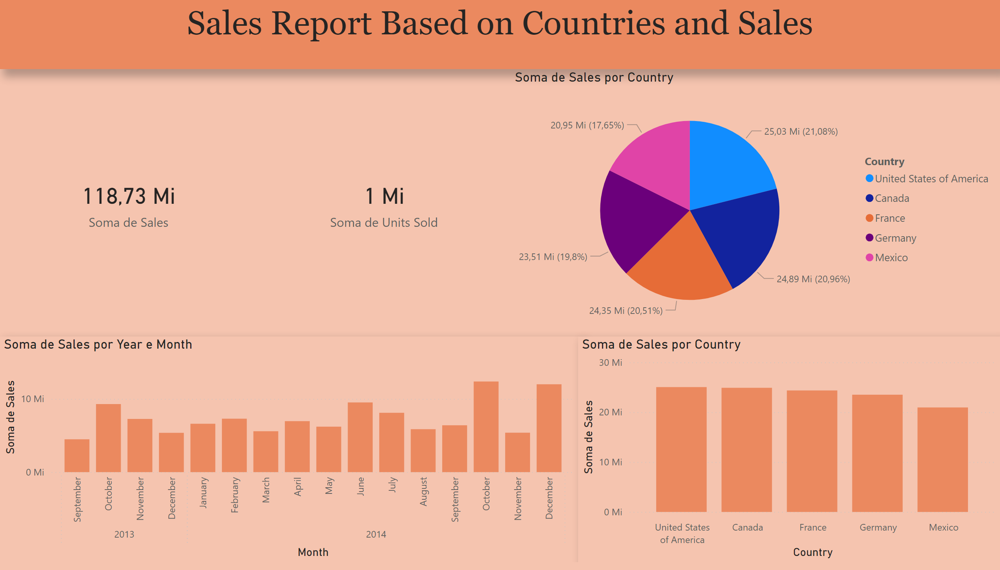 Sales Report Based on Countries and Sales
118,73 Mi
Soma de Sales
1 Mi
Soma de Units Sold
Soma de Sales por Country
20,95 Mi (17,65%)
25,03 Mi (21,08%)
23,51 Mi (19,8%)
24,89 Mi (20,96%)
24,35 Mi (20,51%)
Country
United States of America
Canada
France
Germany
Mexico
Soma de Sales por Year e Month
Soma de Sales
10 Mi
0 Mi
September
October
November
December
January
February
March
April
May
June
July
August
September
October
November
December
2013
2014
Month
Soma de Sales por Country
Soma de Sales
30 Mi
20 Mi
10 Mi
0 Mi
United States
of America
Canada
France
Germany
Mexico
Country